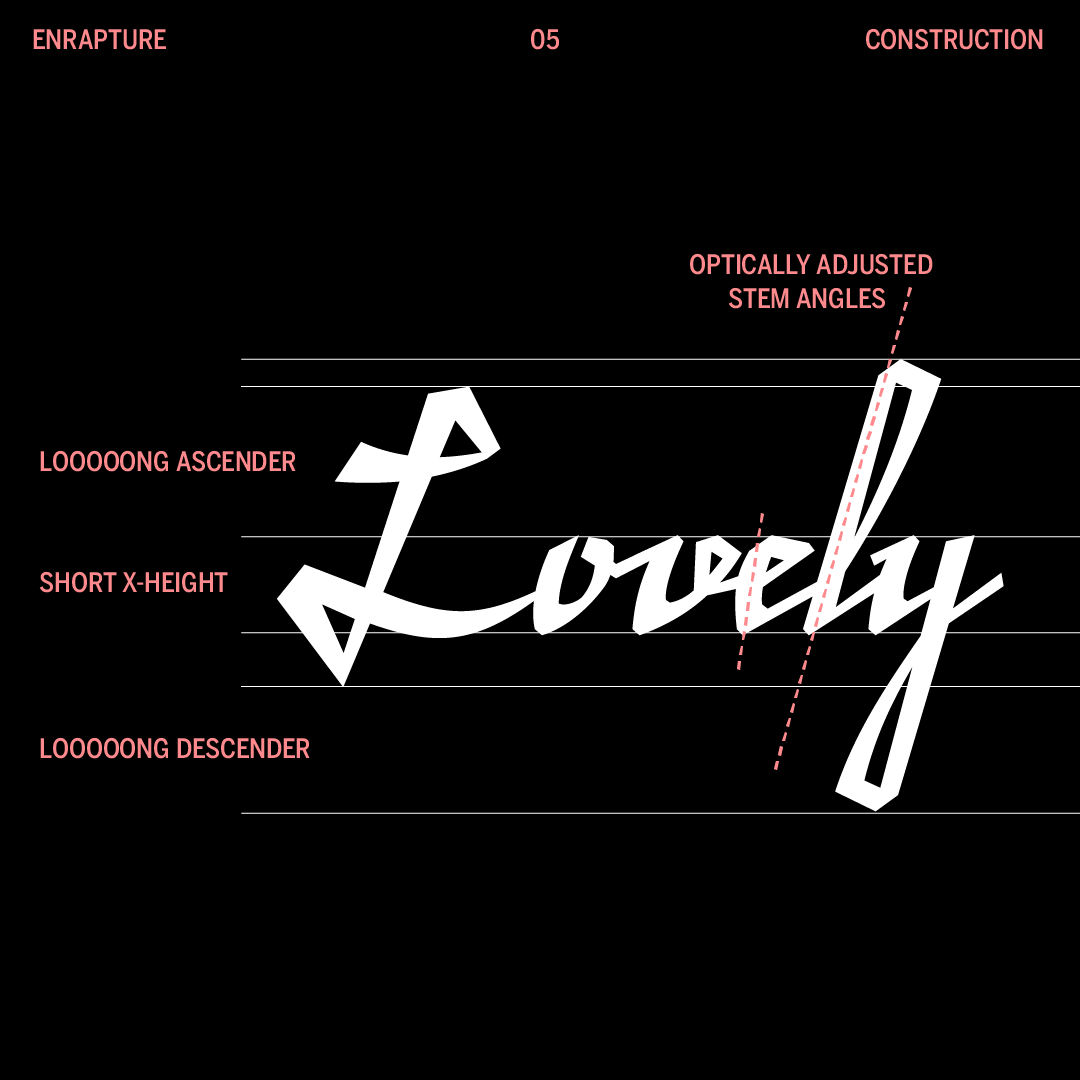 ENRAPTURE
05
CONSTRUCTION
OPTICALLY ADJUSTED
STEM ANGLES
LOOOOONG ASCENDER
Lovely
SHORT X-HEIGHT
LOOOOONG DESCENDER